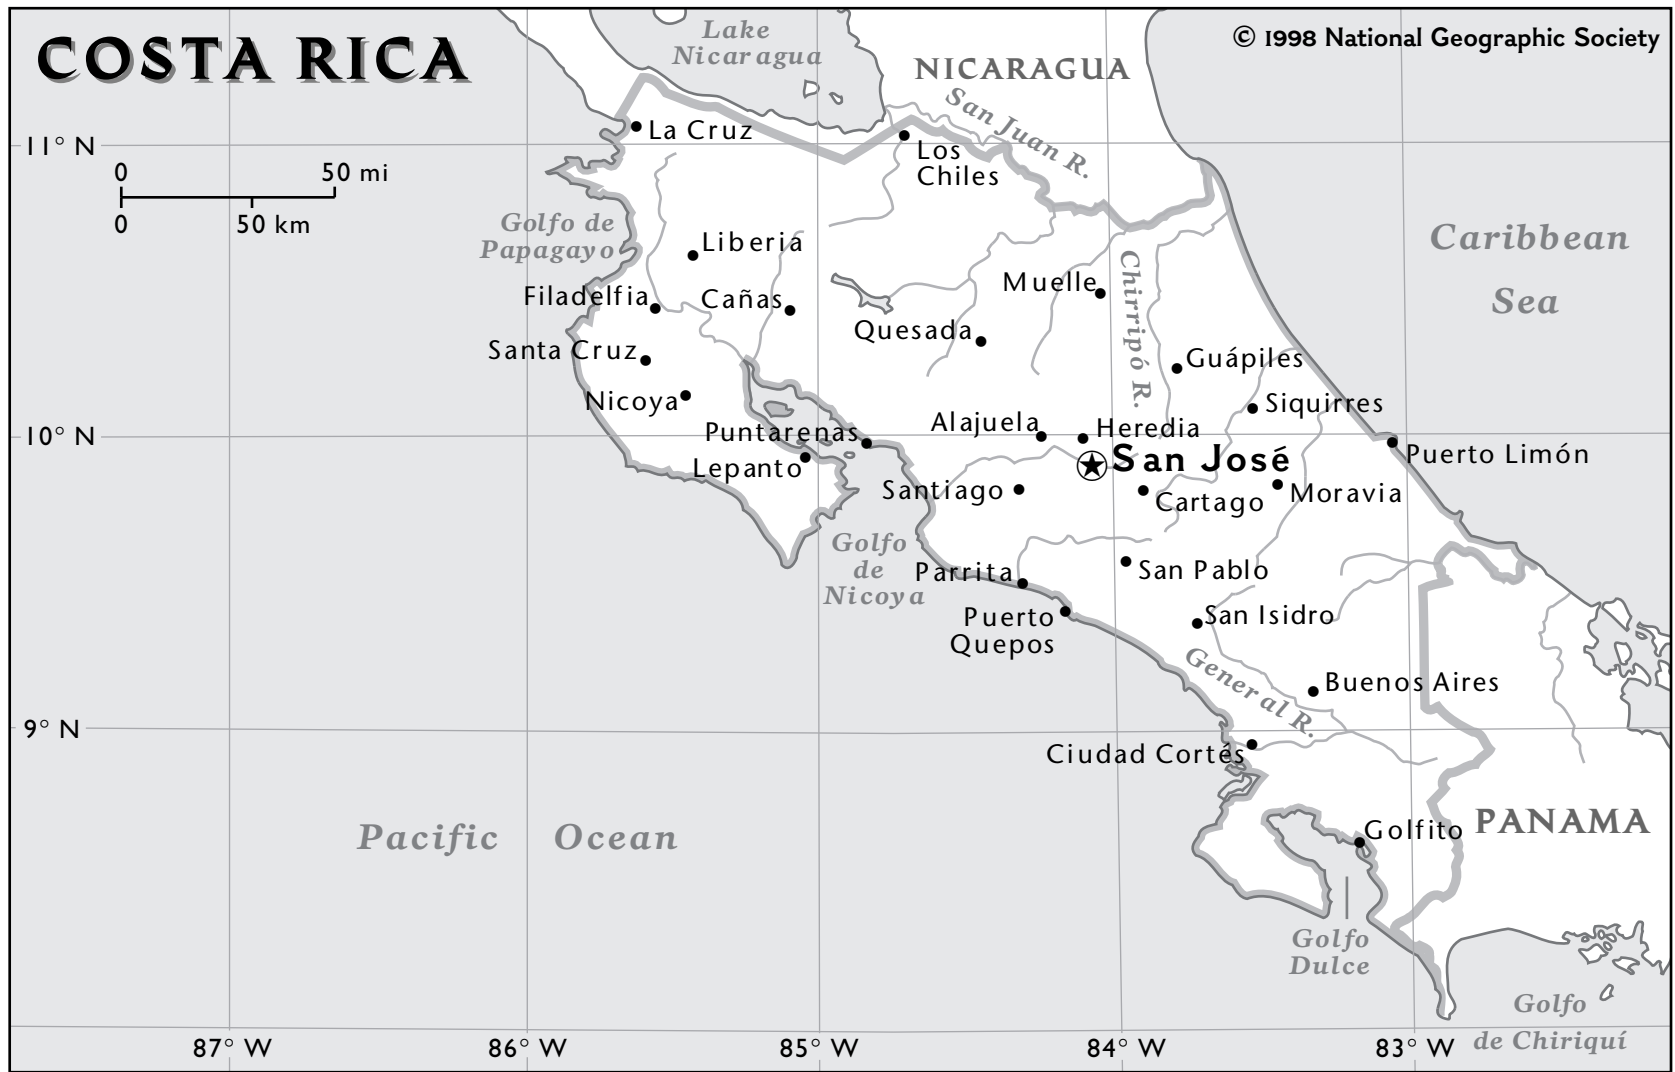 COSTA RICA
© 1998 National Geographic Society
Lake
Nicaragua
NICARAGUA
San Juan R.
11° N
0 50 mi
0 50 km
La Cruz
Los
Chiles
Golfo de
Papagayo
Liberia
Caribbean
Sea
Filadelfia
Cañas
Muelle
Chirripó R.
Quesada
Santa Cruz
Guápiles
Nicoya
Siquirres
10° N
Puntarenas
Alajuela
Heredia
Lepanto
San José
Puerto Limón
Santiago
Cartago
Moravia
Golfo
de
Nicoya
Parrita
San Pablo
Puerto
Quepos
San Isidro
General R.
Buenos Aires
9° N
Ciudad Cortés
Pacific Ocean
Golfito
PANAMA
Golfo
Dulce
Golfo
de Chiriquí
87° W
86° W
85° W
84° W
83° W